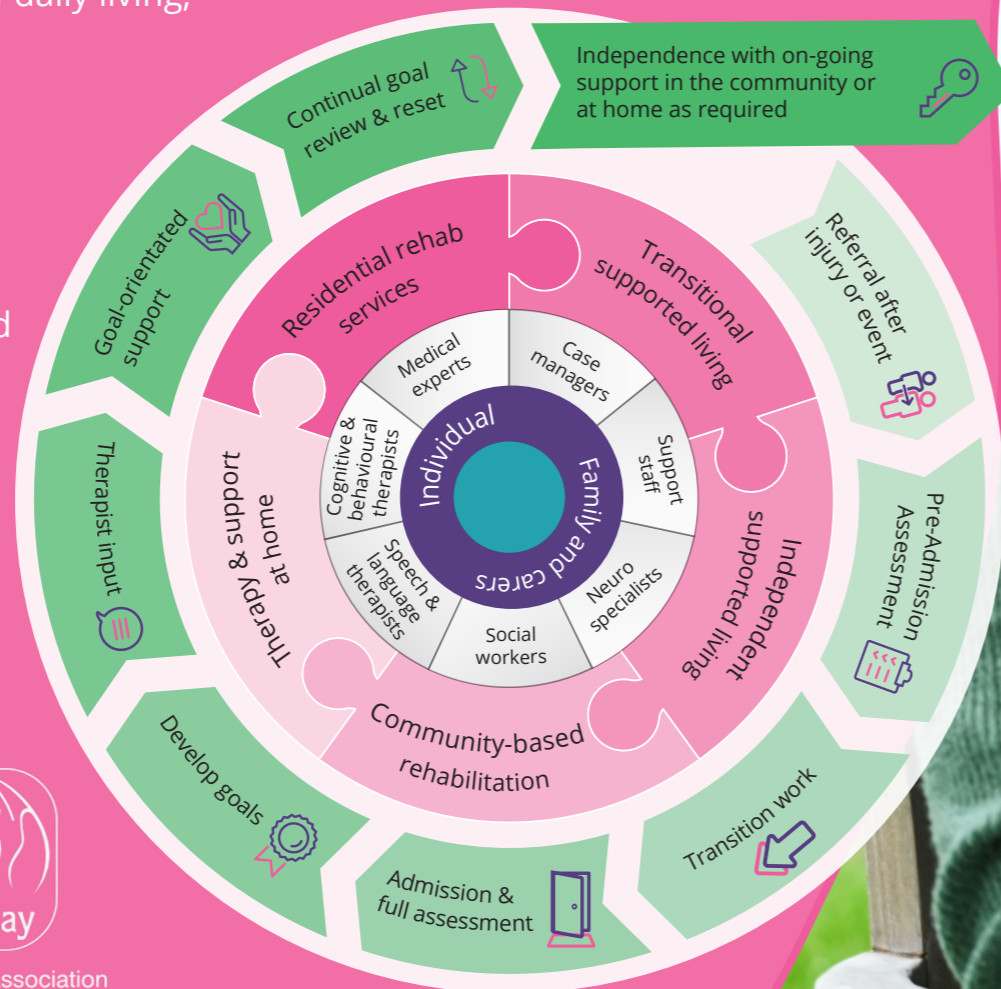 daily living,
Continual goal
review & reset
Independence with on-going
support in the community or
at home as required
Goal-orientated
support
Residential rehab
services
Transitional
supported living
Referral after
injury or event
Medical
experts
Case
managers
d
Cognitive &
behavioural
therapists
Individual
Family and carers
Support
staff
Therapist input
Therapy & support
at home
Speech &
language
therapists
Social
workers
Neuro
specialists
Independent
supported living
Pre-Admission
Assessment
Community-based
rehabilitation
Develop goals
Transition work
Admission &
full assessment
ay
ssociation